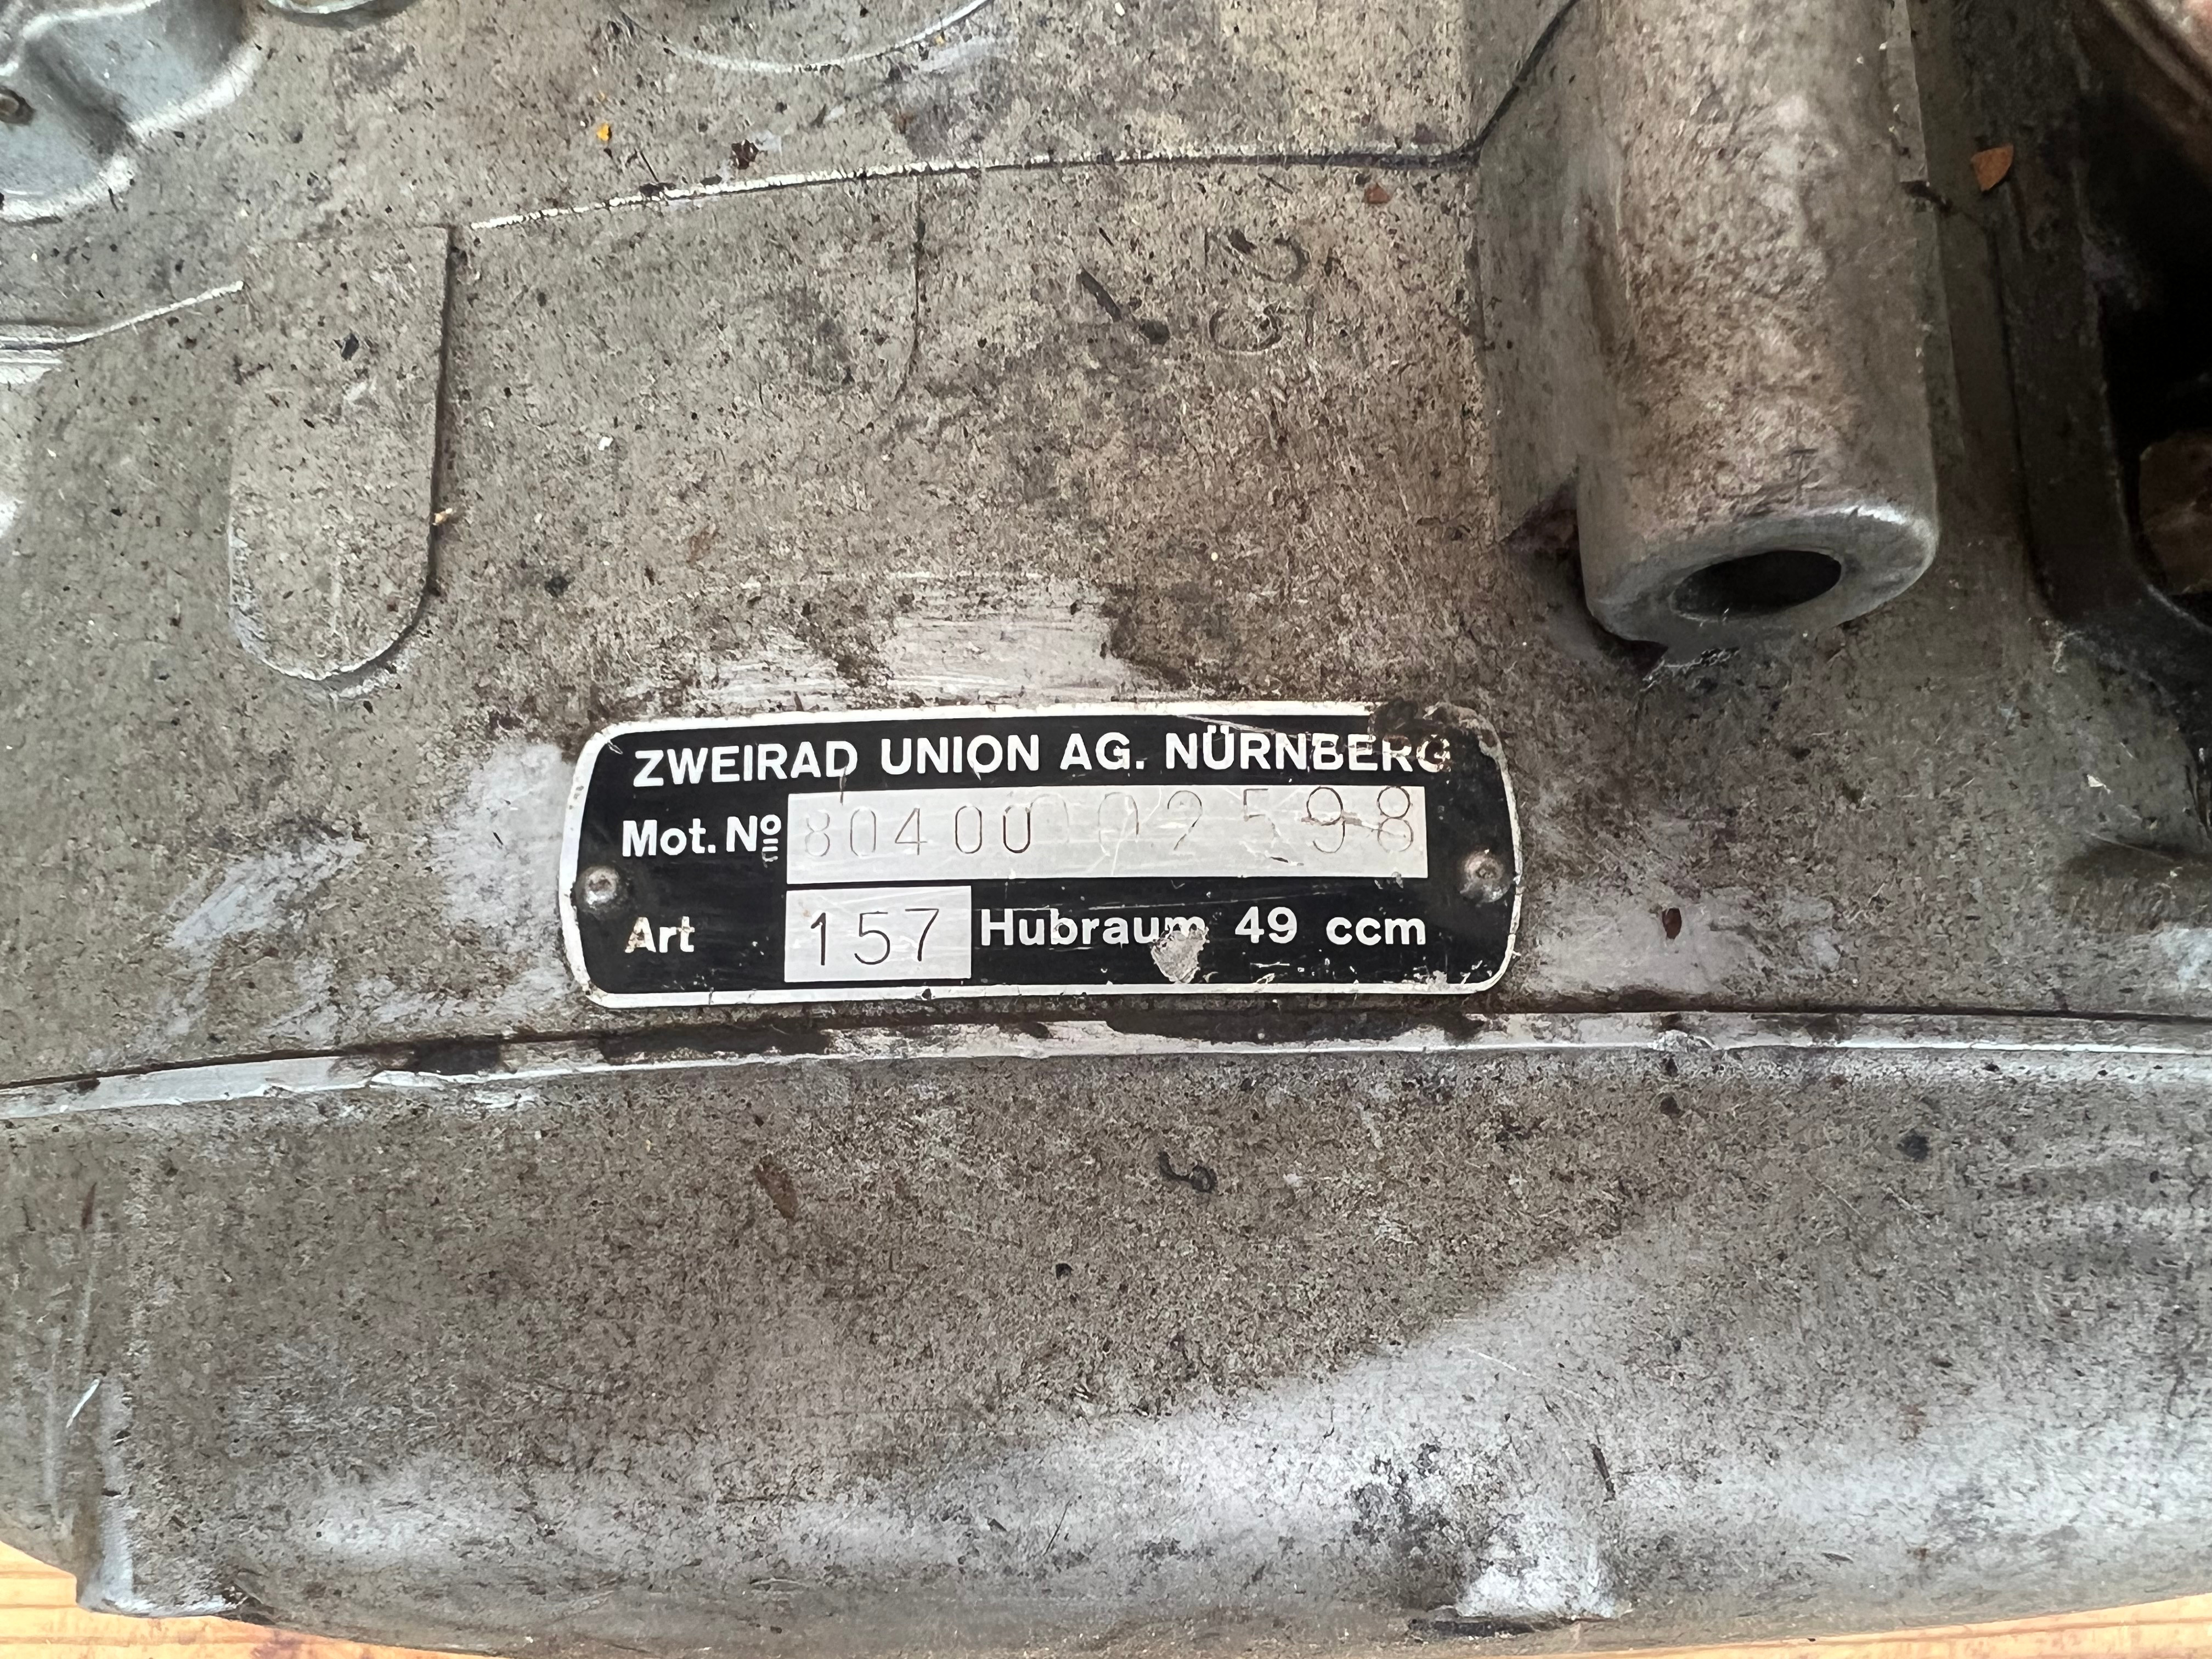 ZWEIRAD UNION AG. NÜRNBERG
Mot. Nº 80400 02598
Art 157 Hubraum 49 ccm